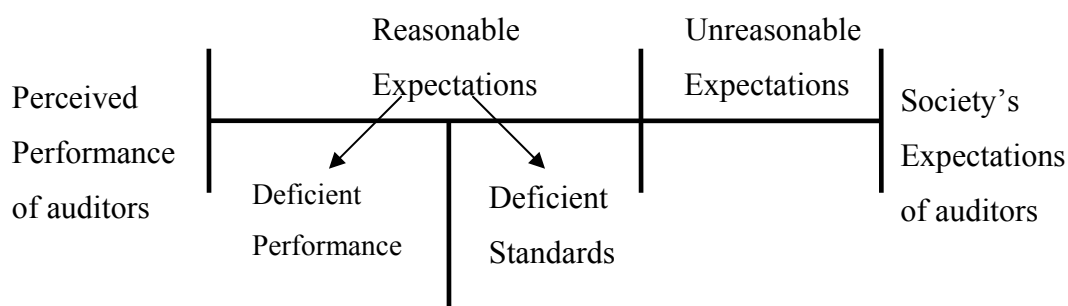 Perceived
Performance
of auditors
Reasonable
Expectations
Unreasonable
Expectations
Deficient
Performance
Deficient
Standards
Society’s
Expectations
of auditors